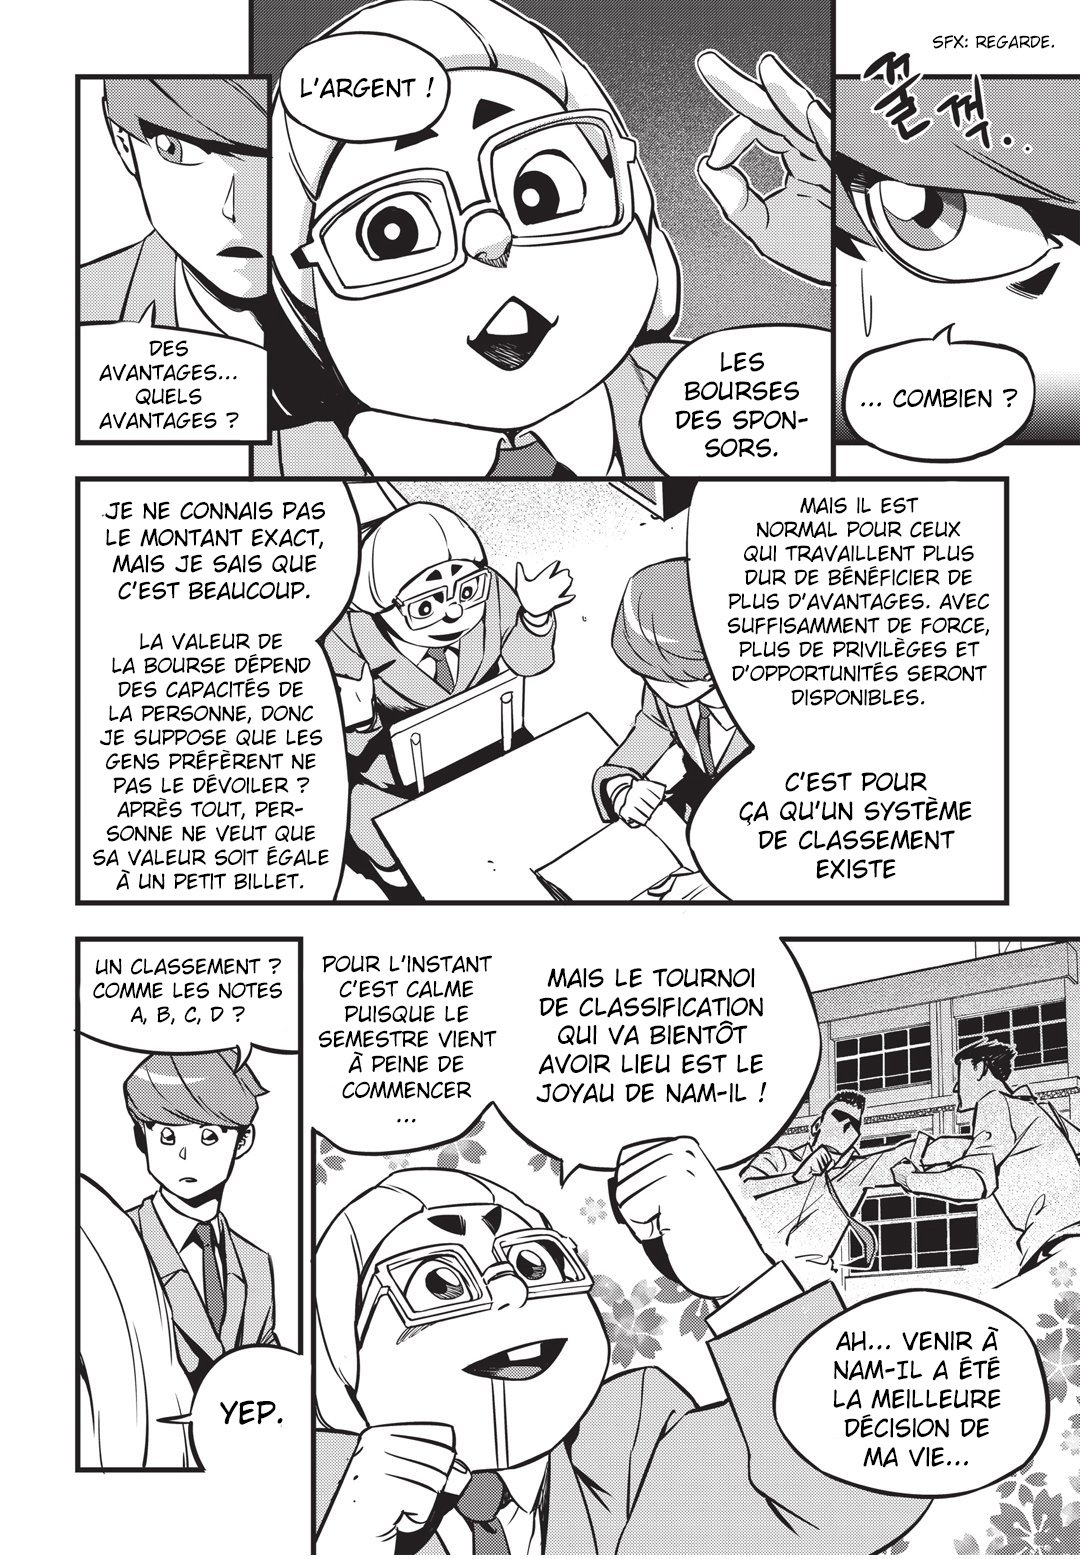 DES
AVANTAGES...
QUELS
AVANTAGES ?
L'ARGENT !
LES
BOURSES
DES SPON-
SORS.
SFX: REGARDE.
꿀
꺽..
... COMBIEN ?
JE NE CONNAIS PAS
LE MONTANT EXACT,
MAIS JE SAIS QUE
C'EST BEAUCOUP.
LA VALEUR DE
LA BOURSE DÉPEND
DES CAPACITÉS DE
LA PERSONNE, DONC
JE SUPPOSE QUE LES
GENS PRÉFÈRENT NE
PAS LE DÉVOILER ?
APRÈS TOUT, PER-
SONNE NE VEUT QUE
SA VALEUR SOIT ÉGALE
À UN PETIT BILLET.
MAIS IL EST
NORMAL POUR CEUX
QUI TRAVAILLENT PLUS
DUR DE BÉNÉFICIER DE
PLUS D'AVANTAGES. AVEC
SUFFISAMMENT DE FORCE,
PLUS DE PRIVILÈGES ET
D'OPPORTUNITÉS SERONT
DISPONIBLES.
C'EST POUR
ÇA QU'UN SYSTÈME
DE CLASSEMENT
EXISTE
UN CLASSEMENT ?
COMME LES NOTES
A, B, C, D ?
YEP.
POUR L'INSTANT
C'EST CALME
PUISQUE LE
SEMESTRE VIENT
À PEINE DE
COMMENCER
...
MAIS LE TOURNOI
DE CLASSIFICATION
QUI VA BIENTÔT
AVOIR LIEU EST LE
JOYAU DE NAM-IL !
AH... VENIR À
NAM-IL A ÉTÉ
LA MEILLEURE
DÉCISION DE
MA VIE...